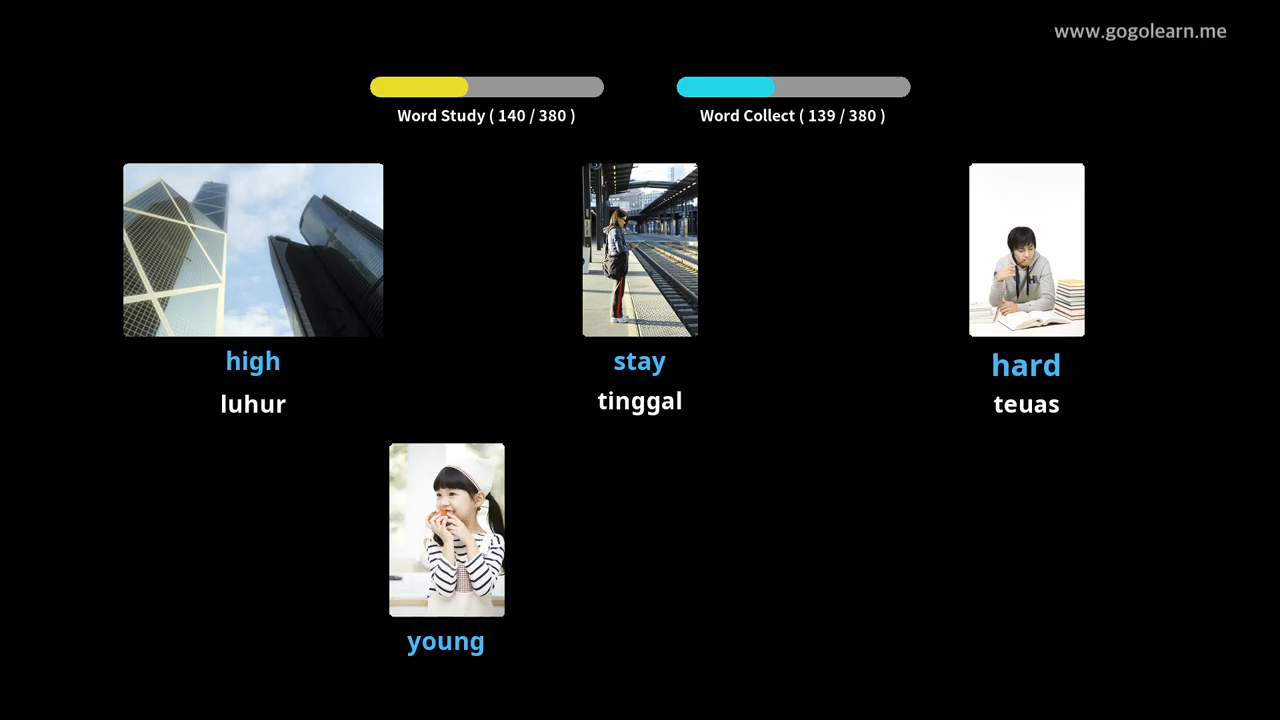 www.gogolearn.me
Word Study ( 140 / 380 )
Word Collect ( 139 / 380 )
high
luhur
stay
tinggal
hard
teuas
young